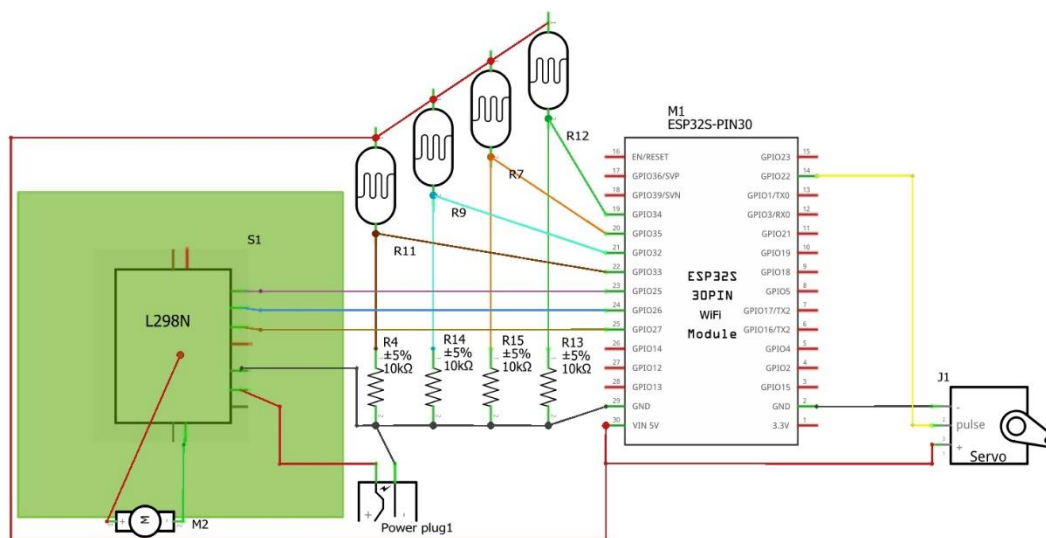 M1
ESP32S-PIN30
R12
R7
R9
R11
16
EN/RESET
17
GPIO36/SVP
18
GPIO39/SVN
19
GPIO34
20
GPIO35
21
GPIO32
22
GPIO33
23
GPIO25
24
GPIO26
25
GPIO27
26
GPIO14
27
GPIO12
28
GPIO13
29
GND
30
VIN 5V
GPIO23
15
GPIO22
14
GPIO1/TX0
13
GPIO3/RX0
12
GPIO21
11
GPIO19
10
GPIO18
9
GPIO5
8
GPIO17/TX2
7
GPIO16/TX2
6
GPIO4
5
GPIO2
4
GPIO15
3
GND
2
3.3V
1
ESP32S
30PIN
WiFi
Module
S1
L298N
R4
±5%
10kΩ
R14
±5%
10kΩ
R15
±5%
10kΩ
R13
±5%
10kΩ
J1
-
pulse
+
Servo
+
M
-
M2
+
-
Power plug1